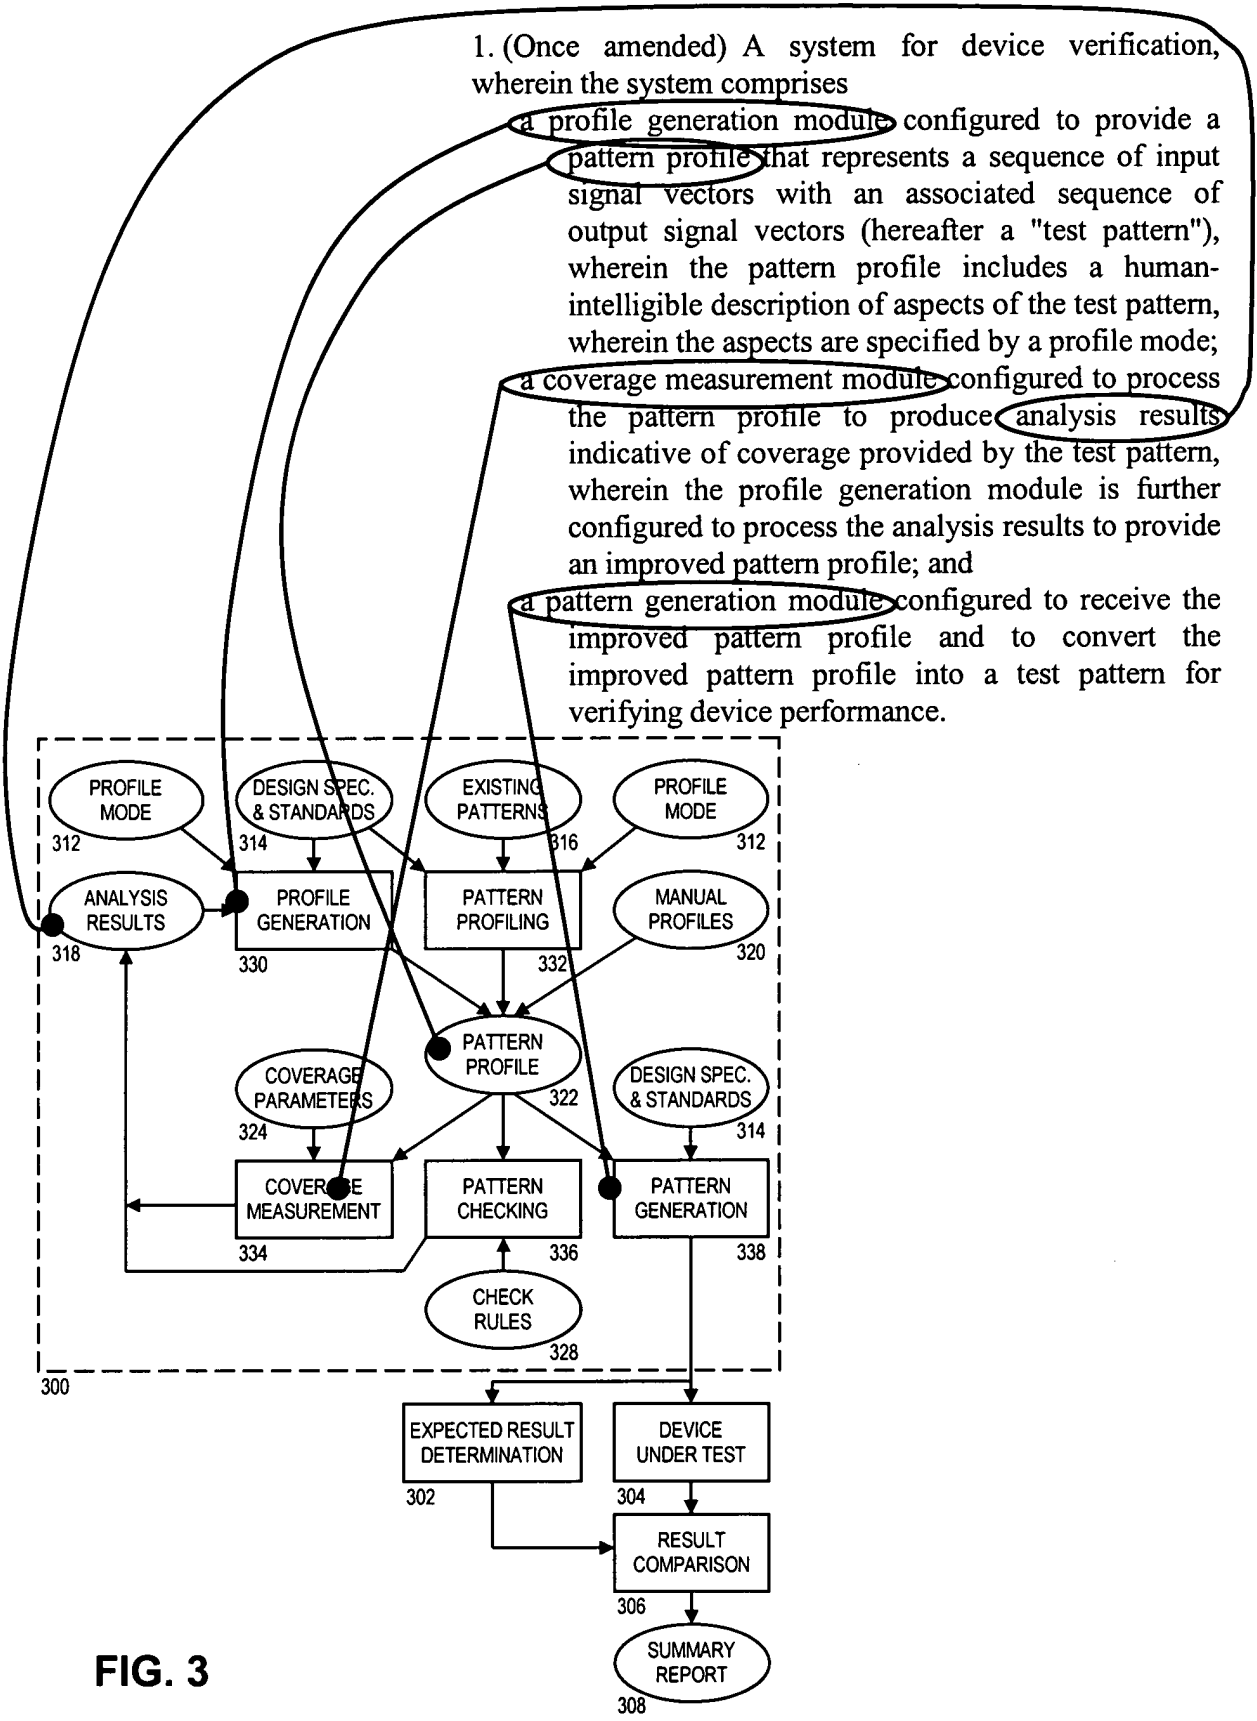 1. (Once amended) A system for device verification,
wherein the system comprises
a profile generation module configured to provide a
pattern profile that represents a sequence of input
signal vectors with an associated sequence of
output signal vectors (hereafter a "test pattern"),
wherein the pattern profile includes a human-
intelligible description of aspects of the test pattern,
wherein the aspects are specified by a profile mode;
a coverage measurement module configured to process
the pattern profile to produce analysis results
indicative of coverage provided by the test pattern,
wherein the profile generation module is further
configured to process the analysis results to provide
an improved pattern profile; and
a pattern generation module configured to receive the
improved pattern profile and to convert the
improved pattern profile into a test pattern for
verifying device performance.
PROFILE
MODE
312
DESIGN SPEC.
& STANDARDS
314
EXISTING
PATTERNS
316
PROFILE
MODE
312
ANALYSIS
RESULTS
318
PROFILE
GENERATION
330
PATTERN
PROFILING
332
MANUAL
PROFILES
320
PATTERN
PROFILE
322
COVERAGE
PARAMETERS
324
DESIGN SPEC.
& STANDARDS
314
COVERAGE
MEASUREMENT
334
PATTERN
CHECKING
336
PATTERN
GENERATION
338
CHECK
RULES
328
300
EXPECTED RESULT
DETERMINATION
302
DEVICE
UNDER TEST
304
RESULT
COMPARISON
306
SUMMARY
REPORT
308
FIG. 3